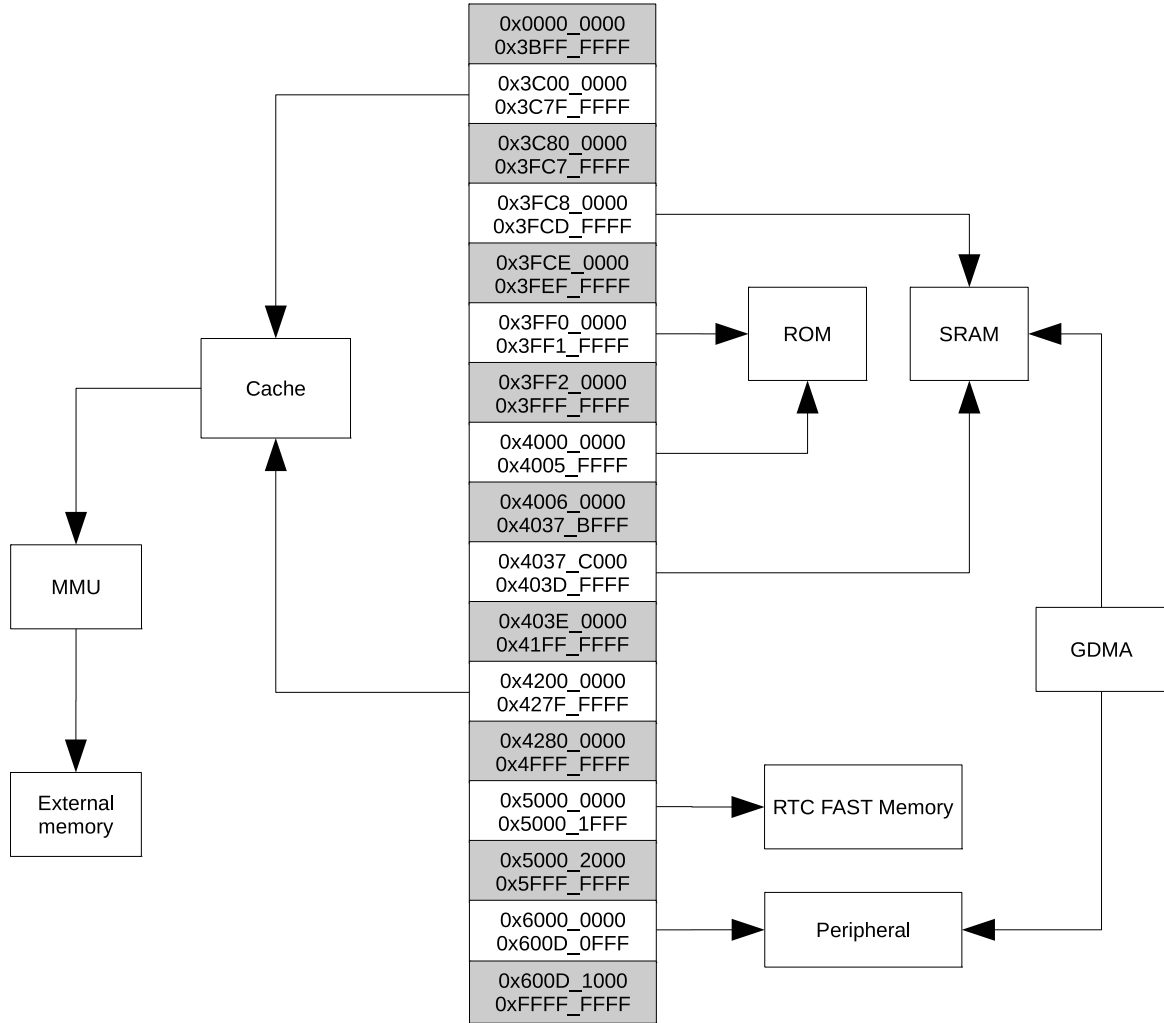 0x0000_0000
0x3BFF_FFFF
0x3C00_0000
0x3C7F_FFFF
0x3C80_0000
0x3FC7_FFFF
0x3FC8_0000
0x3FCD_FFFF
0x3FCE_0000
0x3FEF_FFFF
0x3FF0_0000
0x3FF1_FFFF
ROM
SRAM
Cache
0x3FF2_0000
0x3FFF_FFFF
0x4000_0000
0x4005_FFFF
0x4006_0000
0x4037_BFFF
0x4037_C000
0x403D_FFFF
MMU
0x403E_0000
0x41FF_FFFF
GDMA
0x4200_0000
0x427F_FFFF
0x4280_0000
0x4FFF_FFFF
External
memory
0x5000_0000
0x5000_1FFF
RTC FAST Memory
0x5000_2000
0x5FFF_FFFF
0x6000_0000
0x600D_0FFF
Peripheral
0x600D_1000
0xFFFF_FFFF